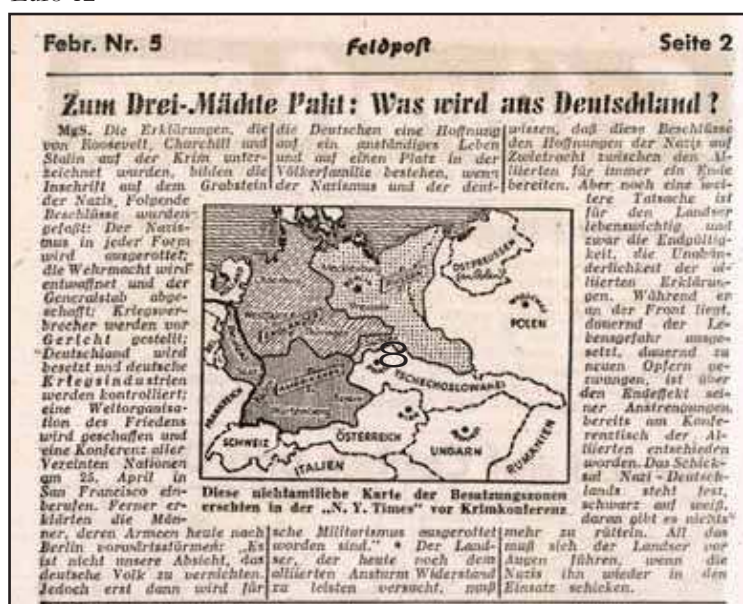 Febr. Nr. 5 Feldpost Seite 2
Zum Drei-Mächte Pakt: Was wird aus Deutschland?
MgS. Die Erklärungen, die
von Roosevelt, Churchill und
Stalin auf der Krim unter-
zeichnet wurden, bilden die
Inschrift auf dem Grabstein
der Nazis. Folgende
Beschlüsse wurden
gefaßt: Der Nazis-
mus in jeder Form
wird ausgerottet;
die Wehrmacht wird
entwaffnet und der
Generalstab abge-
schafft; Kriegsver-
brecher werden vor
Gericht gestellt;
Deutschland wird
besetzt und deutsche
Kriegsindustrien
werden kontrolliert;
eine Weltorganisa-
tion des Friedens
wird geschaffen und
eine Konferenz aller
Vereinten Nationen
am 25. April in
San Francisco ein-
berufen. Ferner er-
klärten die Män-
ner, deren Armeen heute nach
Berlin vorwärtsstürmen: „Es
ist nicht unsere Absicht, das
deutsche Volk zu vernichten.
Jedoch erst dann wird für
die Deutschen eine Hoffnung
auf ein anständiges Leben
und auf einen Platz in der
Völkerfamilie bestehen, wenn
der Nazismus und der deut-
OSTPREUSSEN
POLEN
TSCHECHOSLOWAKEI
FRANKREICH
SCHWEIZ
ÖSTERREICH
UNGARN
RUMÄNIEN
ITALIEN
8
Diese nichtamtliche Karte der Besatzungszonen
erschien in der „N. Y. Times" vor Krimkonferenz
sche Militarismus ausgerottet
worden sind." * Der Land-
ser, der heute noch dem
alliierten Ansturm Widerstand
zu leisten versucht, muß
wissen, daß diese Beschlüsse
den Hoffnungen der Nazis auf
Zwietracht zwischen den Al-
liierten für immer ein Ende
bereiten. Aber noch eine wei-
tere Tatsache ist
für den Landser
lebenswichtig und
zwar die Endgültig-
keit, die Unabän-
derlichkeit der al-
liierten Erklärun-
gen. Während er
an der Front liegt,
dauernd der Le-
bensgefahr ausge-
setzt, dauernd zu
neuen Opfern ge-
zwungen, ist über
den Endeffekt sei-
ner Anstrengungen
bereits am Konfe-
renztisch der Al-
liierten entschieden
worden. Das Schick-
sal Nazi-Deutsch-
lands steht fest,
schwarz auf weiß,
daran gibt es nichts
mehr zu rütteln. All das
muß sich der Landser vor
Augen führen, wenn die
Nazis ihn wieder in den
Einsatz schicken.